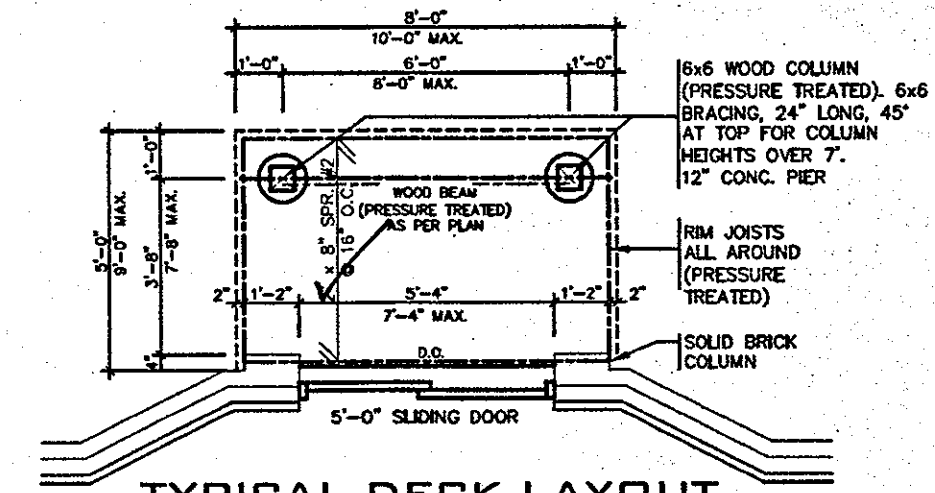 8'-0"
10'-0" MAX.
1'-0" 6'-0" 1'-0"
8'-0" MAX.
6x6 WOOD COLUMN
(PRESSURE TREATED). 6x6
BRACING, 24" LONG, 45°
AT TOP FOR COLUMN
HEIGHTS OVER 7'.
12" CONC. PIER
5'-0"
9'-0" MAX.
1'-0"
3'-8"
7'-8" MAX.
4"
x 8" SPR. #2
@ 16" O.C.
WOOD BEAM
(PRESSURE TREATED)
AS PER PLAN
RIM JOISTS
ALL AROUND
(PRESSURE
TREATED)
2" 1'-2" 5'-4" 1'-2" 2"
7'-4" MAX.
D.O.
SOLID BRICK
COLUMN
5'-0" SLIDING DOOR
TYPICAL DECK LAYOUT